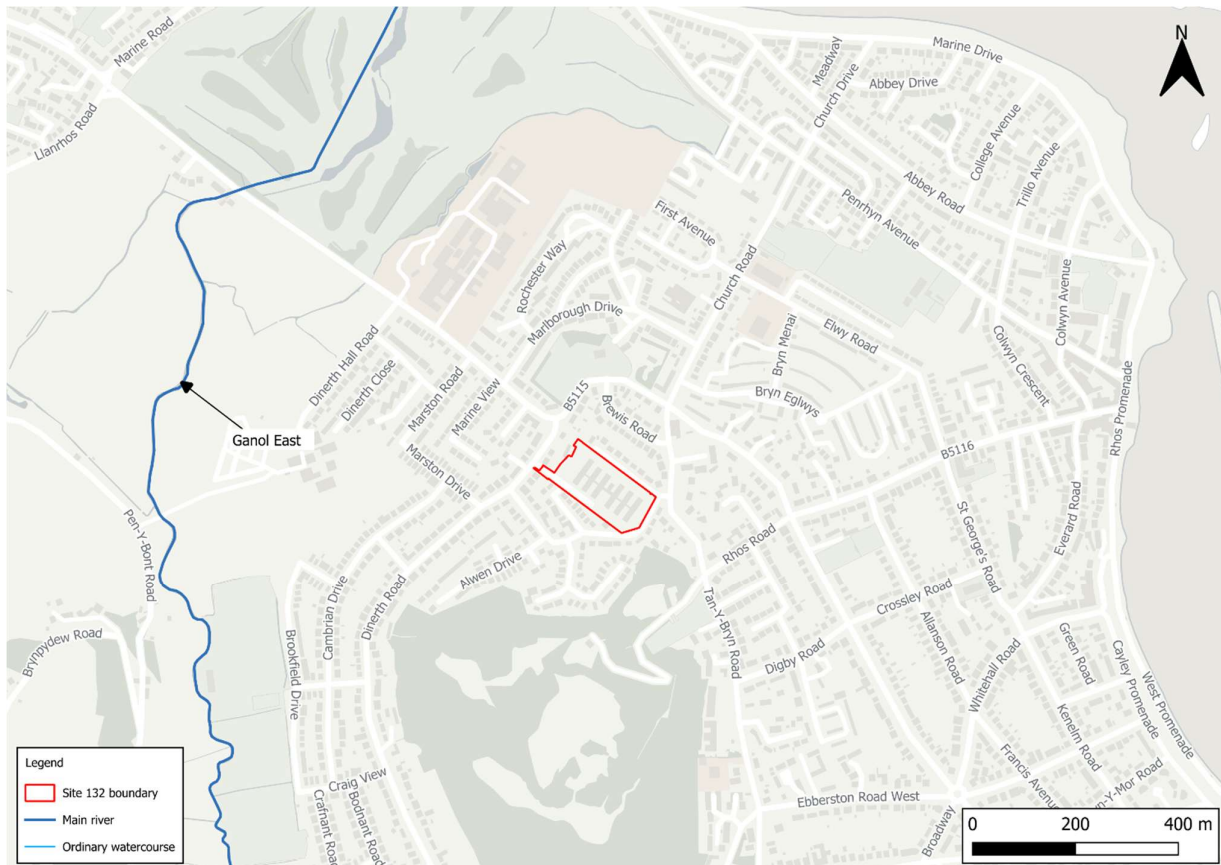 Marine Road
Marine Drive
N
Meadway
Church Drive
Abbey Drive
Llanrhos Road
College Avenue
Trillo Avenue
Abbey Road
Penrhyn Avenue
First Avenue
Rochester Way
Church Road
Colwyn Avenue
Marlborough Drive
Elwy Road
Bryn Menai
Colwyn Crescent
Dinerth Hall Road
Dinerth Close
Marston Road
Marine View
B5115
Bryn Eglwys
Brewis Road
Rhos Promenade
Ganol East
B5116
Marston Drive
Everard Road
St George's Road
Pen-Y-Bont Road
Rhos Road
Alwen Drive
Crossley Road
Cambrian Drive
Dinerth Road
Tan-Y-Bryn Road
Allanson Road
Brynpydew Road
Brookfield Drive
Digby Road
Green Road
Whitehall Road
Cayley Promenade
West Promenade
Kenelm Road
Legend
Site 132 boundary
Main river
Ordinary watercourse
Craig View
Crafnant Road
Bodnant Road
Francis Avenue
Ebberston Road West
Broadway
n-Y-Mor Road
0 200 400 m